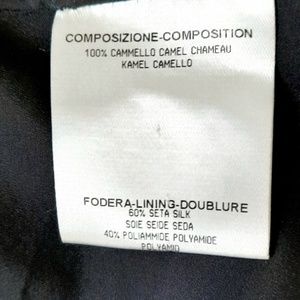 COMPOSIZIONE-COMPOSITION
100% CAMMELLO CAMEL CHAMEAU
KAMEL CAMELLO
FODERA-LINING-DOUBLURE
60% SETA SILK
SOIE SEIDE SEDA
40% POLIAMMIDE POLYAMIDE
POLYAMID